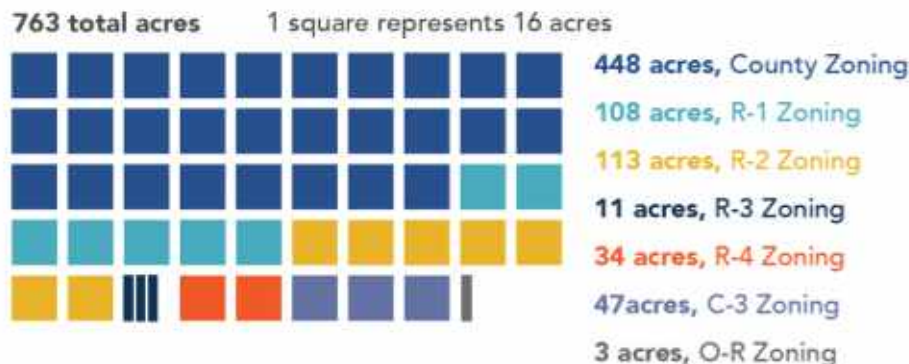 763 total acres 1 square represents 16 acres
448 acres, County Zoning
108 acres, R-1 Zoning
113 acres, R-2 Zoning
11 acres, R-3 Zoning
34 acres, R-4 Zoning
47acres, C-3 Zoning
3 acres, O-R Zoning